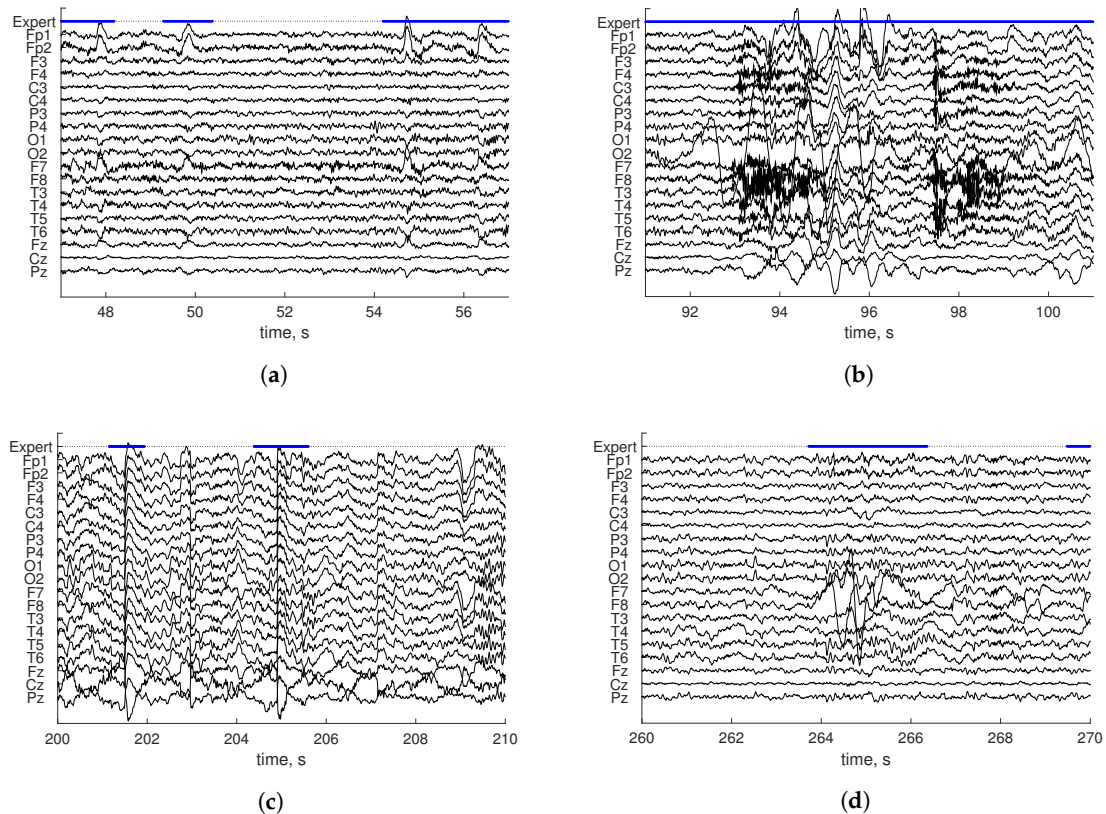 Expert
Fp1
Fp2
F3
F4
C3
C4
P3
P4
O1
O2
F7
F8
T3
T4
T5
T6
Fz
Cz
Pz
48 50 52 54 56
time, s
(a)
Expert
Fp1
Fp2
F3
F4
C3
C4
P3
P4
O1
O2
F7
F8
T3
T4
T5
T6
Fz
Cz
Pz
92 94 96 98 100
time, s
(b)
Expert
Fp1
Fp2
F3
F4
C3
C4
P3
P4
O1
O2
F7
F8
T3
T4
T5
T6
Fz
Cz
Pz
200 202 204 206 208 210
time, s
(c)
Expert
Fp1
Fp2
F3
F4
C3
C4
P3
P4
O1
O2
F7
F8
T3
T4
T5
T6
Fz
Cz
Pz
260 262 264 266 268 270
time, s
(d)